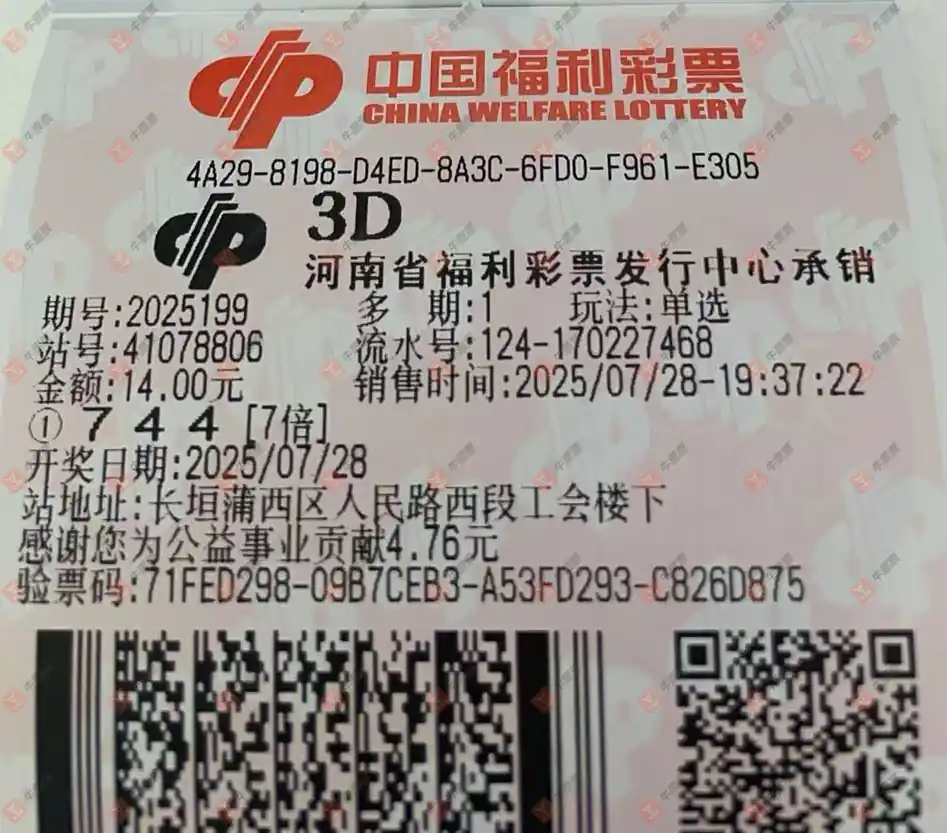 中国福利彩票
CHINA WELFARE LOTTERY
4A29-8198-D4ED-8A3C-6FD0-F961-E305
3D
河南省福利彩票发行中心承销
期号:2025199 多 期:1 玩法:单选
站号:41078806 流水号:124-170227468
金额:14.00元 销售时间:2025/07/28-19:37:22
① 7 4 4 [7倍]
开奖日期:2025/07/28
站地址:长垣蒲西区人民路西段工会楼下
感谢您为公益事业贡献4.76元
验票码:71FED298-09B7CEB3-A53FD293-C826D875